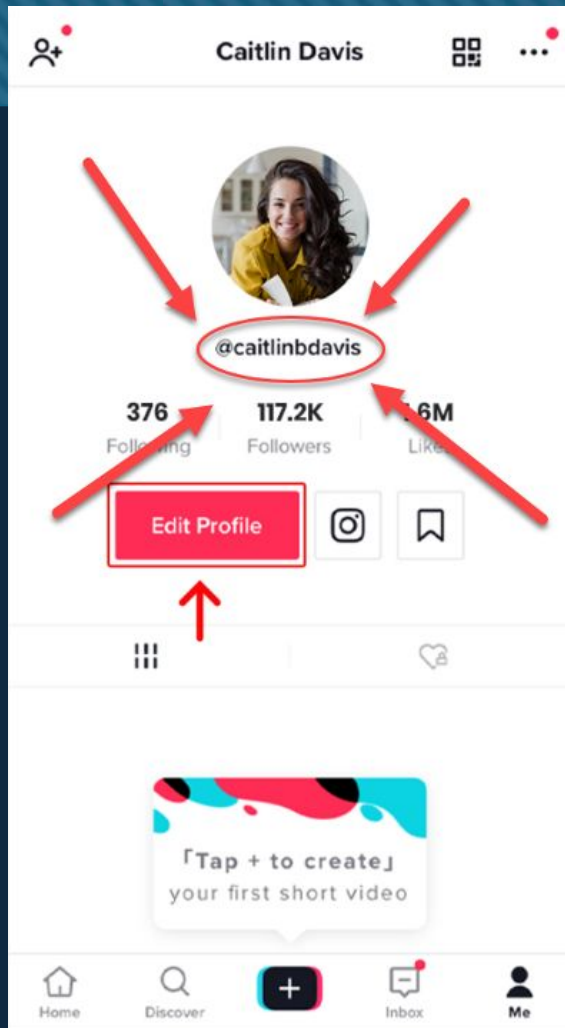 Caitlin Davis
@caitlinbdavis
376 117.2K
Following Followers
Edit Profile
「Tap + to create」
your first short video
Home Discover Inbox Me